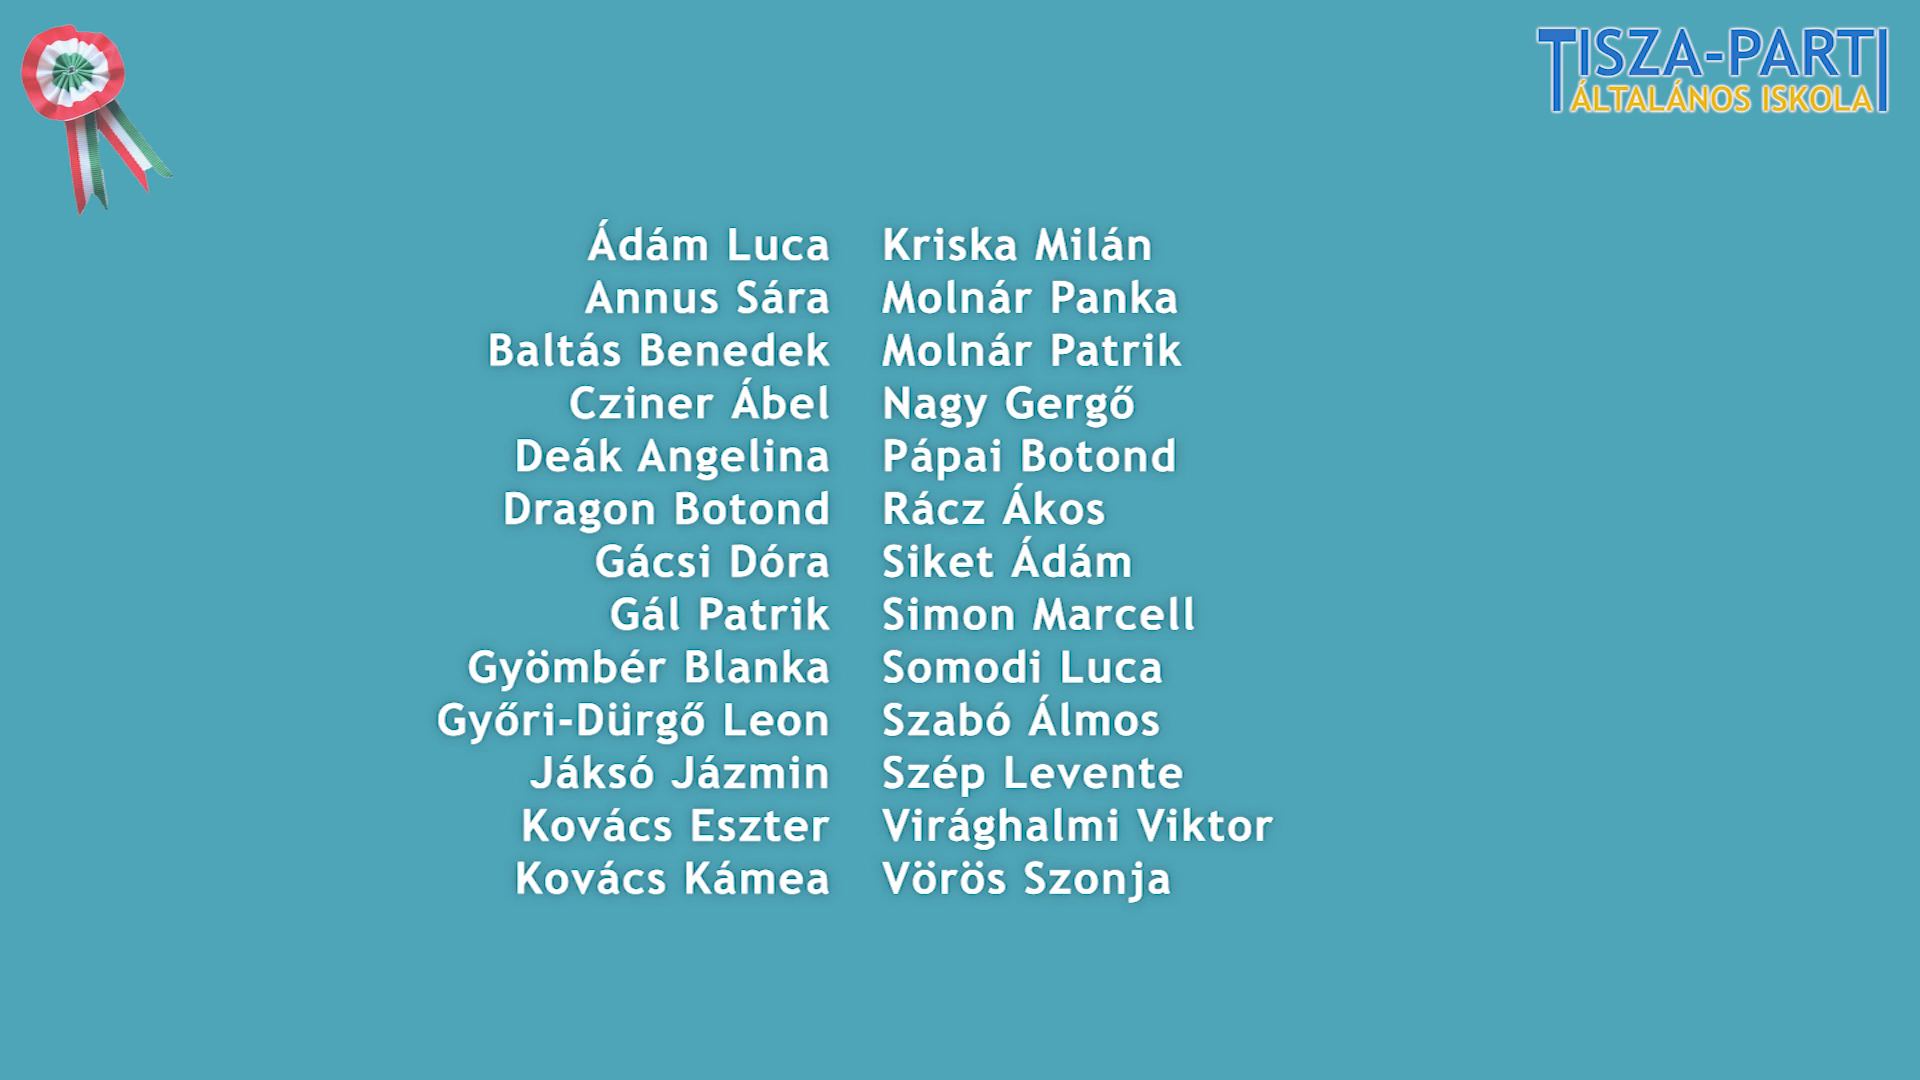 TISZA-PARTI
ÁLTALÁNOS ISKOLA
Ádám Luca
Annus Sára
Baltás Benedek
Cziner Ábel
Deák Angelina
Dragon Botond
Gácsi Dóra
Gál Patrik
Gyömbér Blanka
Győri-Dürgő Leon
Jáksó Jázmin
Kovács Eszter
Kovács Kámea
Kriska Milán
Molnár Panka
Molnár Patrik
Nagy Gergő
Pápai Botond
Rácz Ákos
Siket Ádám
Simon Marcell
Somodi Luca
Szabó Álmos
Szép Levente
Virághalmi Viktor
Vörös Szonja